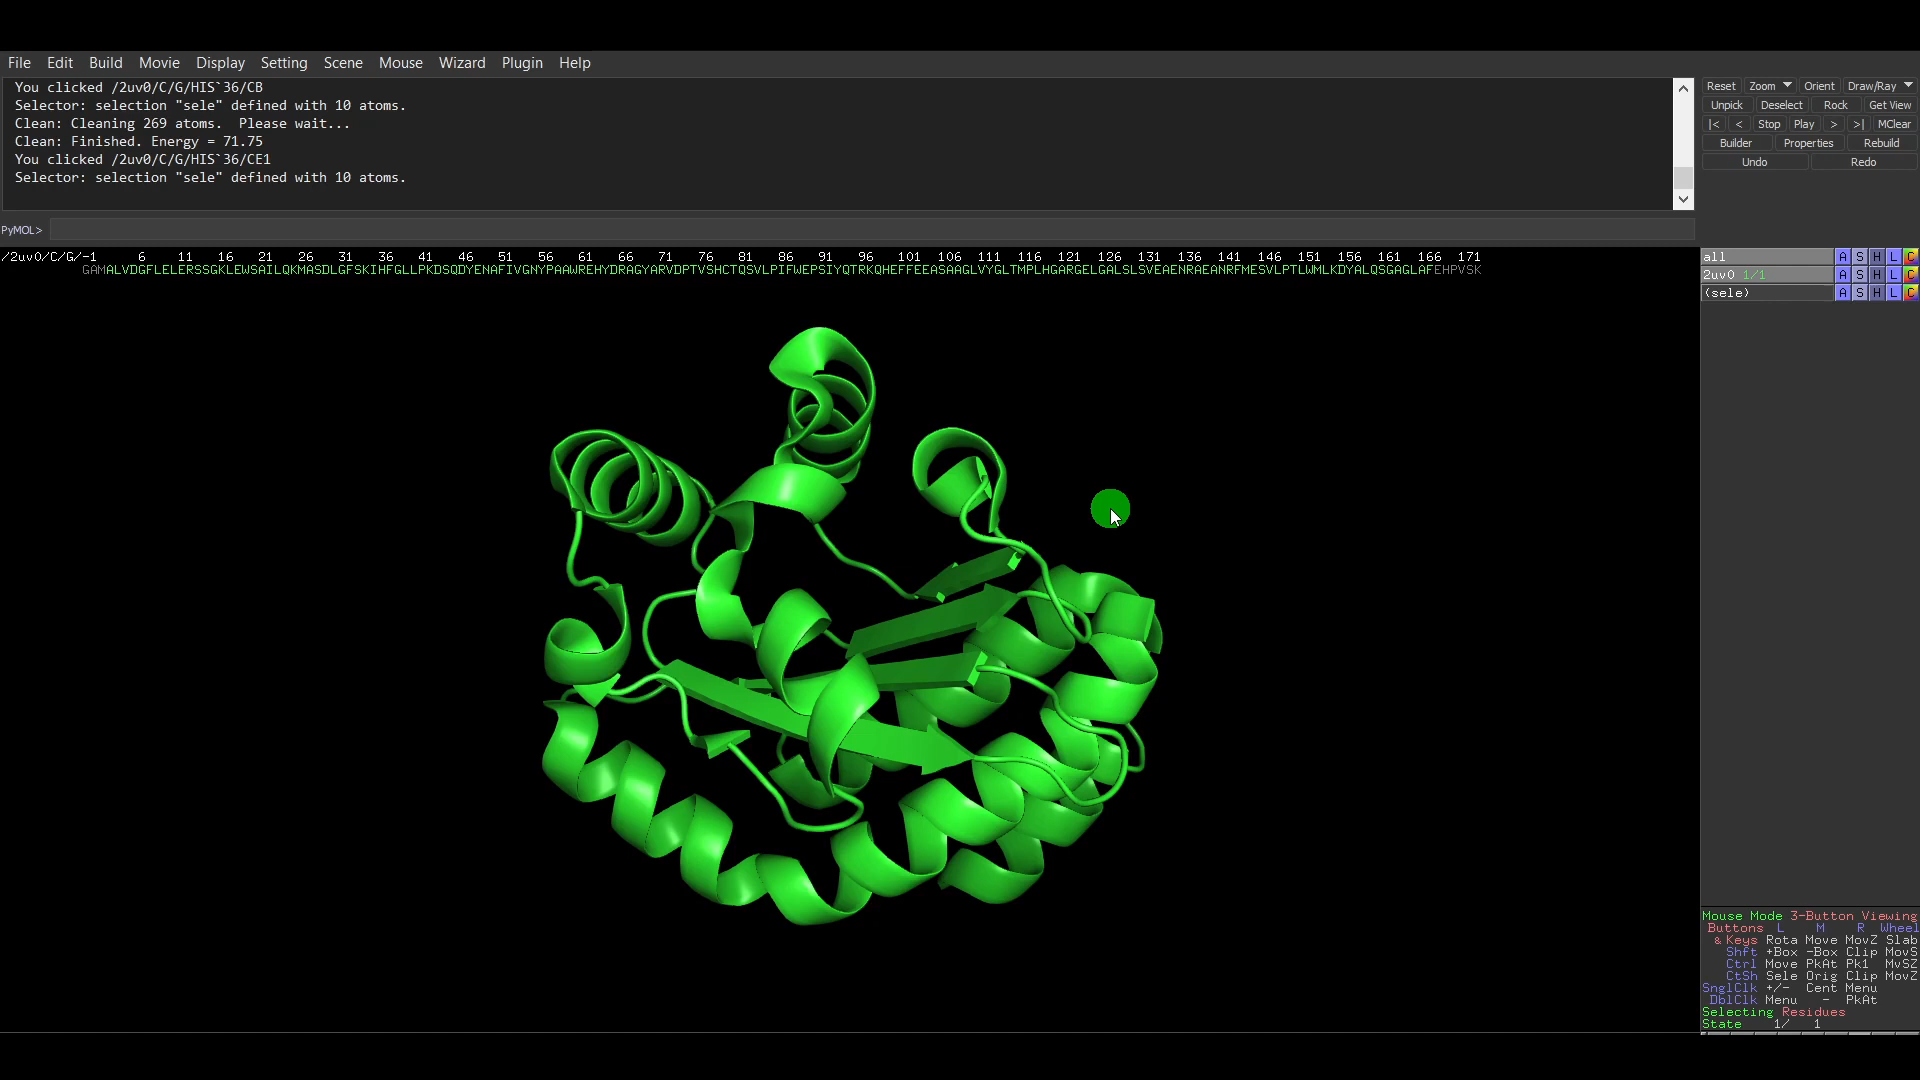 File Edit Build Movie Display Setting Scene Mouse Wizard Plugin Help
You clicked /2uv0/C/G/HIS`36/CB
Selector: selection "sele" defined with 10 atoms.
Clean: Cleaning 269 atoms.  Please wait...
Clean: Finished. Energy = 71.75
You clicked /2uv0/C/G/HIS`36/CE1
Selector: selection "sele" defined with 10 atoms.
Reset Zoom Orient Draw/Ray
Unpick Deselect Rock Get View
|< < Stop Play > >| MClear
Builder Properties Rebuild
Undo Redo
PyMOL>
/2uv0/C/G/-1 6 11 16 21 26 31 36 41 46 51 56 61 66 71 76 81 86 91 96 101 106 111 116 121 126 131 136 141 146 151 156 161 166 171
GAMALVDGFLELERSSGKLEWSAILQKMASDLGFSKIHFGLLPKDSQDYENAFIVGNYPAAWREHYDRAGYARVDPTVSHCTQSVLPIFWEPSIYQTRKQHEFFEEASAAGLVYGLTMPLHGARGELGALSLSVEAENRAEANRFMESVLPTLWMLKDYALQSGAGLAFEHPVSK
all A S H L C
2uv0 1/1 A S H L C
(sele) A S H L C
Mouse Mode 3-Button Viewing
Buttons L M R Wheel
& Keys Rota Move MovZ Slab
Shft +Box -Box Clip MovS
Ctrl Move PkAt Pk1 MvSZ
CtSh Sele Orig Clip MovZ
SnglClk +/- Cent Menu
DblClk Menu - PkAt
Selecting Residues
State 1/ 1